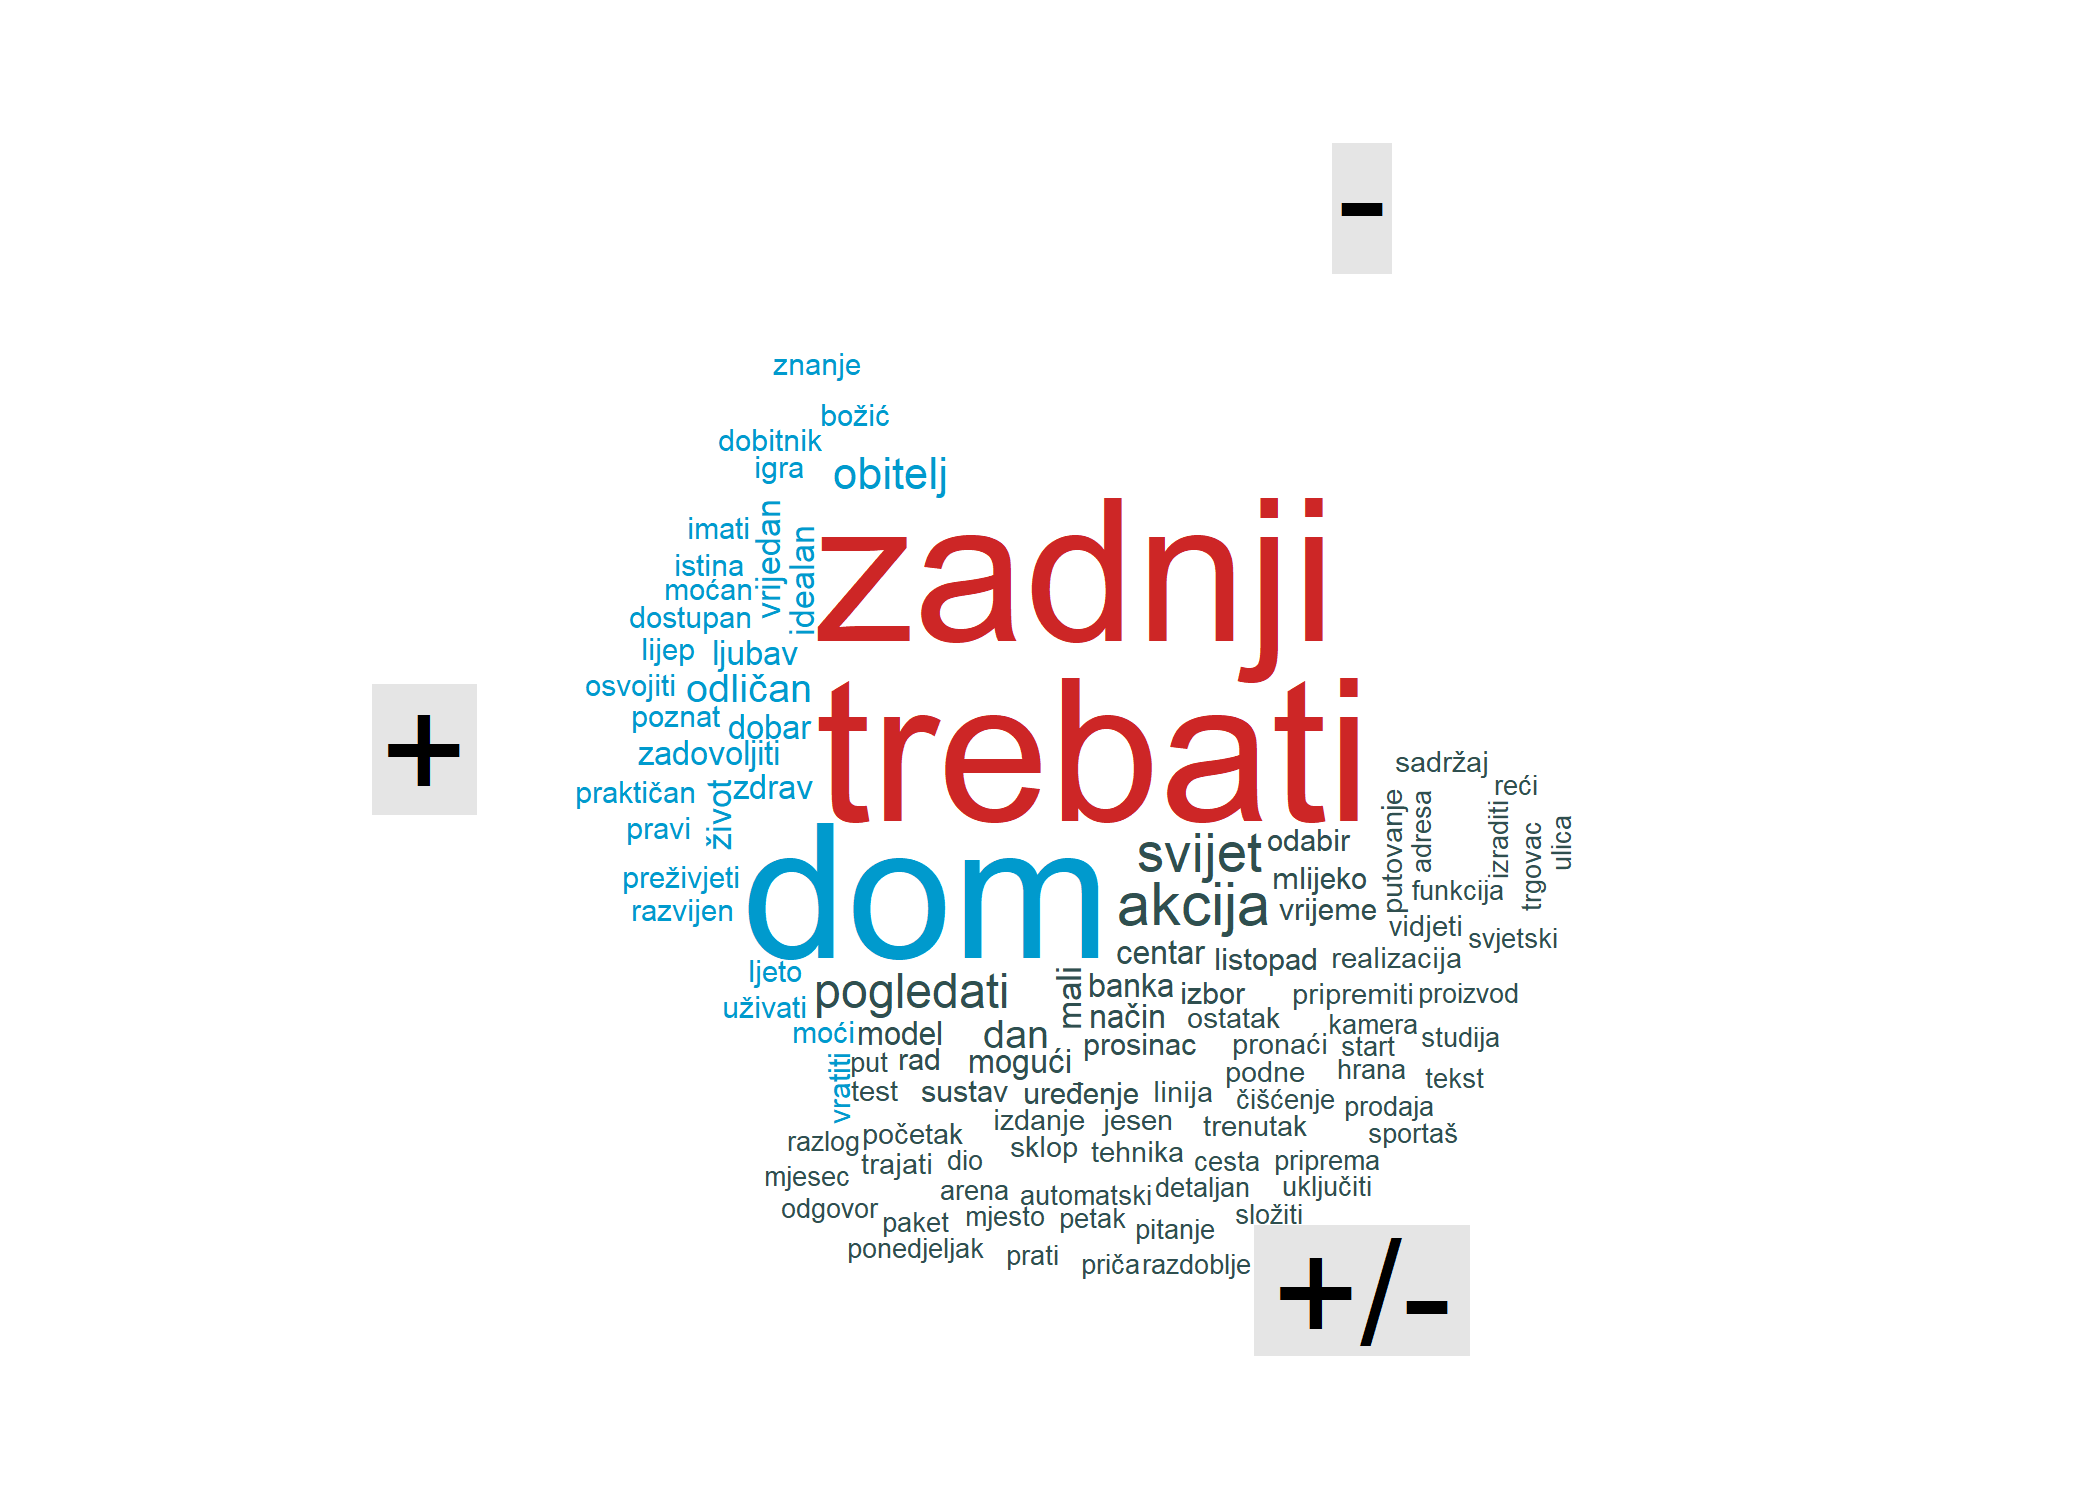 -
znanje
božić
dobitnik
igra
obitelj
imati
vrijedan
idealan
zadnji
istina
moćan
dostupan
lijep
ljubav
osvojiti
odličan
poznat
dobar
trebati
+
zadovoljiti
praktičan
život
zdrav
pravi
preživjeti
razvijen
dom
svijet
odabir
akcija
mlijeko
vrijeme
sadržaj
reći
putovanje
adresa
izraditi
trgovac
ulica
funkcija
vidjeti
svjetski
centar
listopad
realizacija
ljeto
uživati
pogledati
mali
banka
izbor
pripremiti
proizvod
način
ostatak
kamera
studija
moći
model
dan
prosinac
pronaći
start
vratiti
put
rad
mogući
podne
hrana
tekst
test
sustav
uređenje
linija
čišćenje
prodaja
izdanje
jesen
trenutak
sportaš
razlog
početak
sklop
tehnika
cesta
priprema
mjesec
trajati
dio
arena
automatski
detaljan
uključiti
odgovor
paket
mjesto
petak
pitanje
složiti
ponedjeljak
prati
priča
razdoblje
+/-